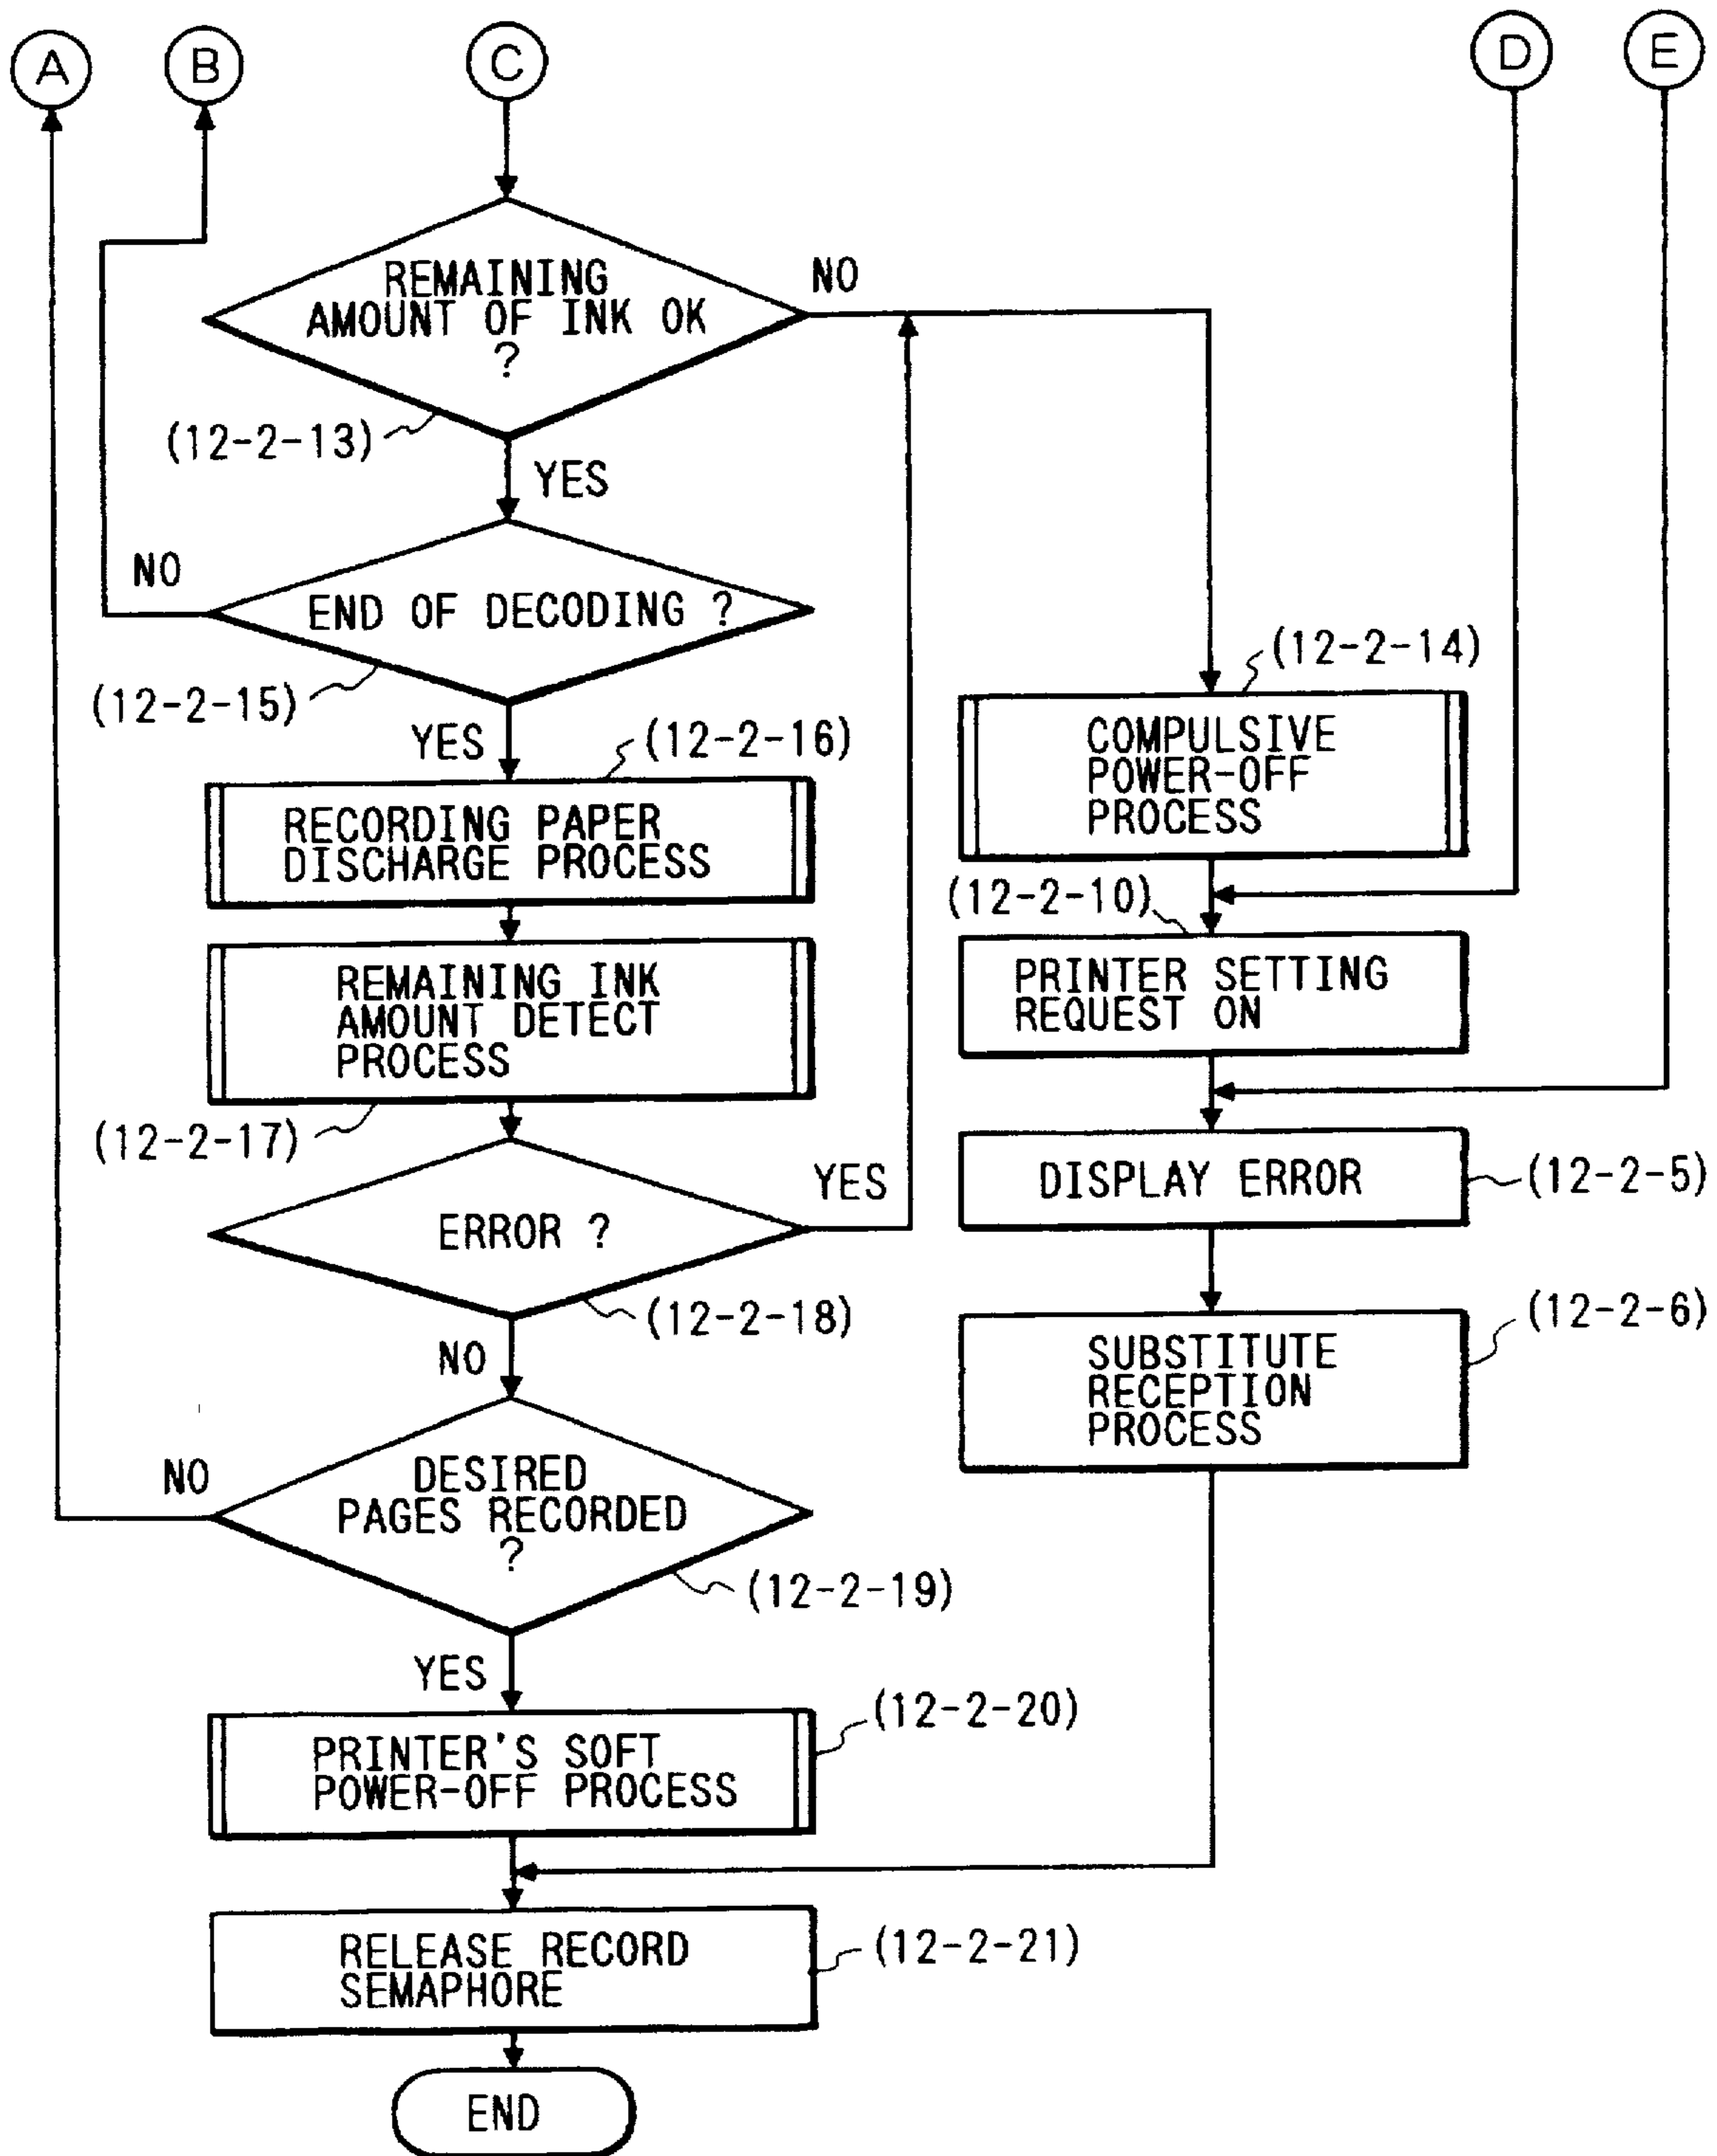 A
B
C
D
E
REMAINING
AMOUNT OF INK OK
?
NO
(12-2-13)
YES
NO
END OF DECODING ?
(12-2-15)
YES
(12-2-16)
RECORDING PAPER
DISCHARGE PROCESS
REMAINING INK
AMOUNT DETECT
PROCESS
(12-2-17)
YES
ERROR ?
(12-2-18)
NO
NO
DESIRED
PAGES RECORDED
?
(12-2-19)
YES
(12-2-20)
PRINTER'S SOFT
POWER-OFF PROCESS
(12-2-14)
COMPULSIVE
POWER-OFF
PROCESS
(12-2-10)
PRINTER SETTING
REQUEST ON
DISPLAY ERROR
(12-2-5)
(12-2-6)
SUBSTITUTE
RECEPTION
PROCESS
RELEASE RECORD
SEMAPHORE
(12-2-21)
END